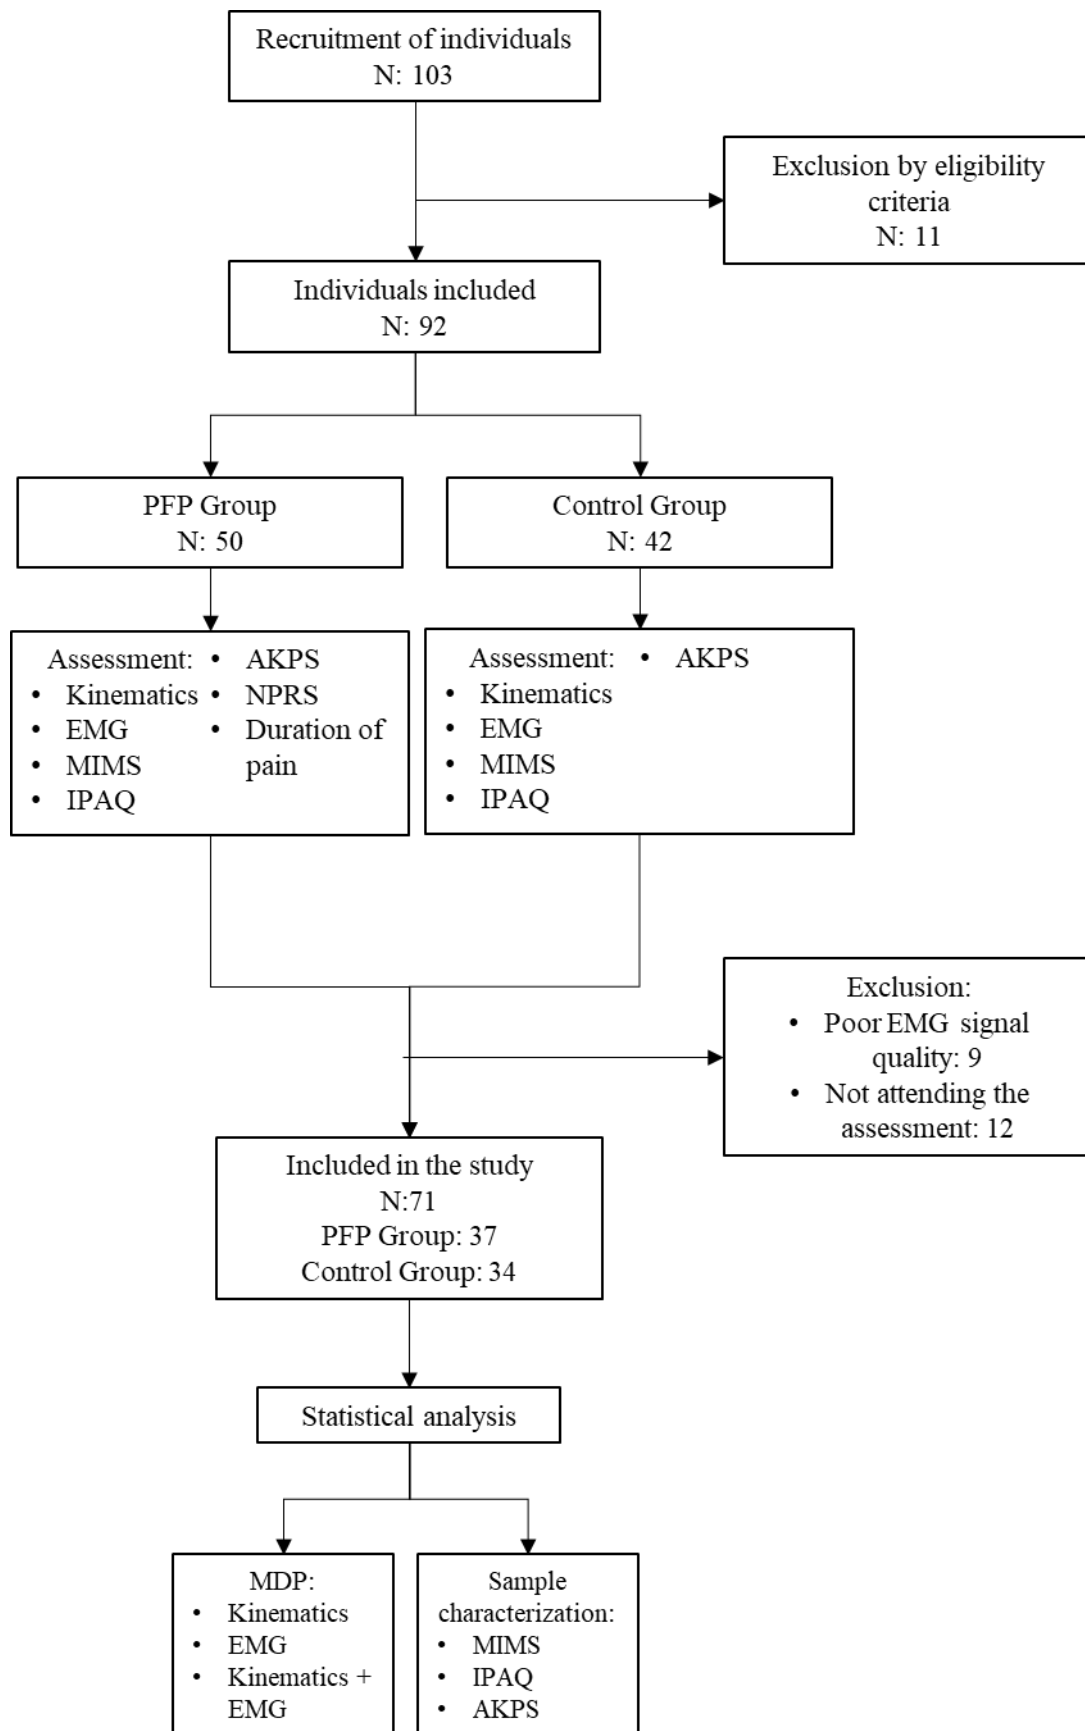 Recruitment of individuals
N: 103
Exclusion by eligibility
criteria
N: 11
Individuals included
N: 92
PFP Group
N: 50
Control Group
N: 42
Assessment:
• Kinematics
• EMG
• MIMS
• IPAQ
• AKPS
• NPRS
• Duration of
pain
Assessment:
• Kinematics
• EMG
• MIMS
• IPAQ
• AKPS
Exclusion:
• Poor EMG signal
quality: 9
• Not attending the
assessment: 12
Included in the study
N:71
PFP Group: 37
Control Group: 34
Statistical analysis
MDP:
• Kinematics
• EMG
• Kinematics +
EMG
Sample
characterization:
• MIMS
• IPAQ
• AKPS